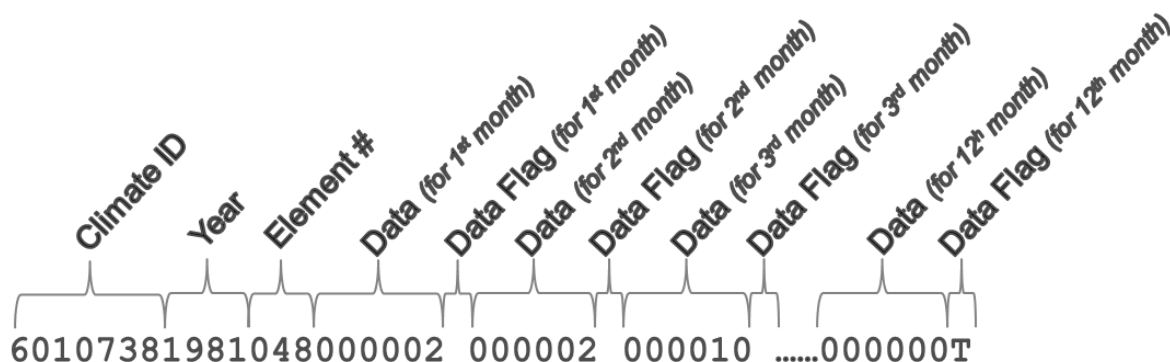 Climate ID
Year
Element #
Data (for 1st month)
Data Flag (for 1st month)
Data (for 2nd month)
Data Flag (for 2nd month)
Data (for 3rd month)
Data Flag (for 3rd month)
Data (for 12h month)
Data Flag (for 12th month)
60107381981048000002 000002 000010 ……000000T